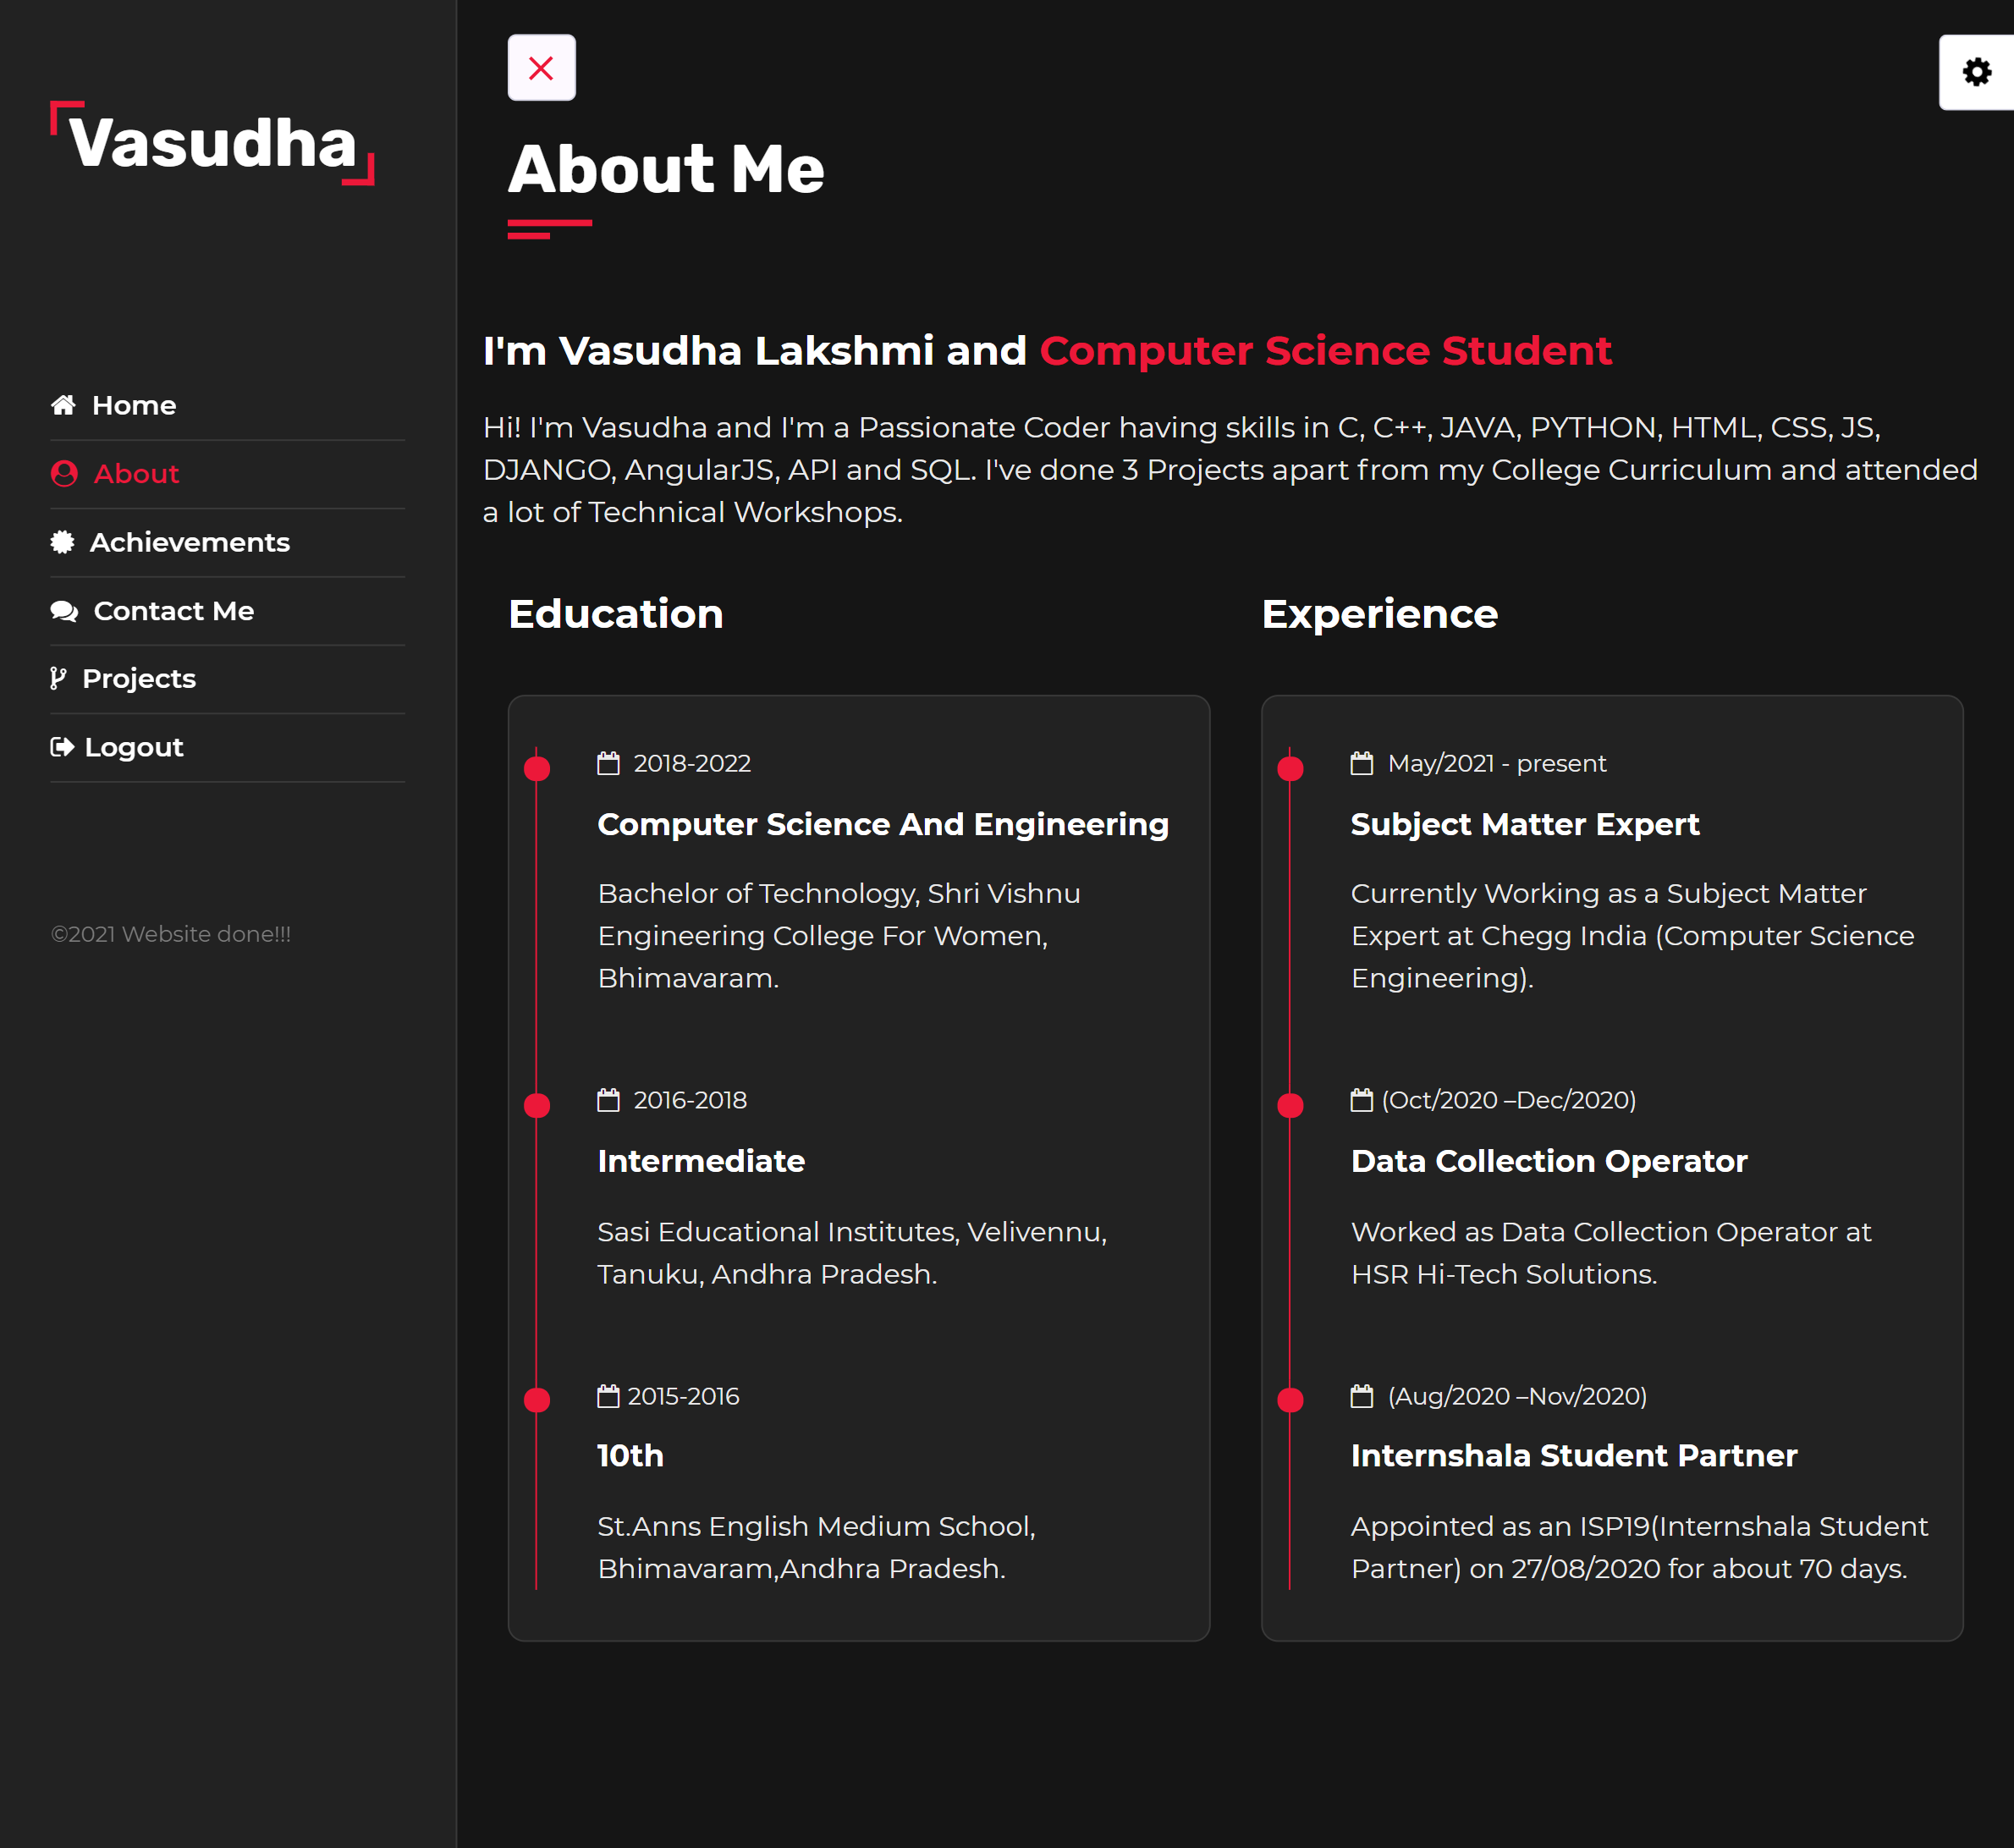 Vasudha
Home
About
Achievements
Contact Me
Projects
Logout
©2021 Website done!!!
About Me
I'm Vasudha Lakshmi and Computer Science Student
Hi! I'm Vasudha and I'm a Passionate Coder having skills in C, C++, JAVA, PYTHON, HTML, CSS, JS,
DJANGO, AngularJS, API and SQL. I've done 3 Projects apart from my College Curriculum and attended
a lot of Technical Workshops.
Education
2018-2022
Computer Science And Engineering
Bachelor of Technology, Shri Vishnu
Engineering College For Women,
Bhimavaram.
2016-2018
Intermediate
Sasi Educational Institutes, Velivennu,
Tanuku, Andhra Pradesh.
2015-2016
10th
St.Anns English Medium School,
Bhimavaram,Andhra Pradesh.
Experience
May/2021 - present
Subject Matter Expert
Currently Working as a Subject Matter
Expert at Chegg India (Computer Science
Engineering).
(Oct/2020 –Dec/2020)
Data Collection Operator
Worked as Data Collection Operator at
HSR Hi-Tech Solutions.
(Aug/2020 –Nov/2020)
Internshala Student Partner
Appointed as an ISP19(Internshala Student
Partner) on 27/08/2020 for about 70 days.